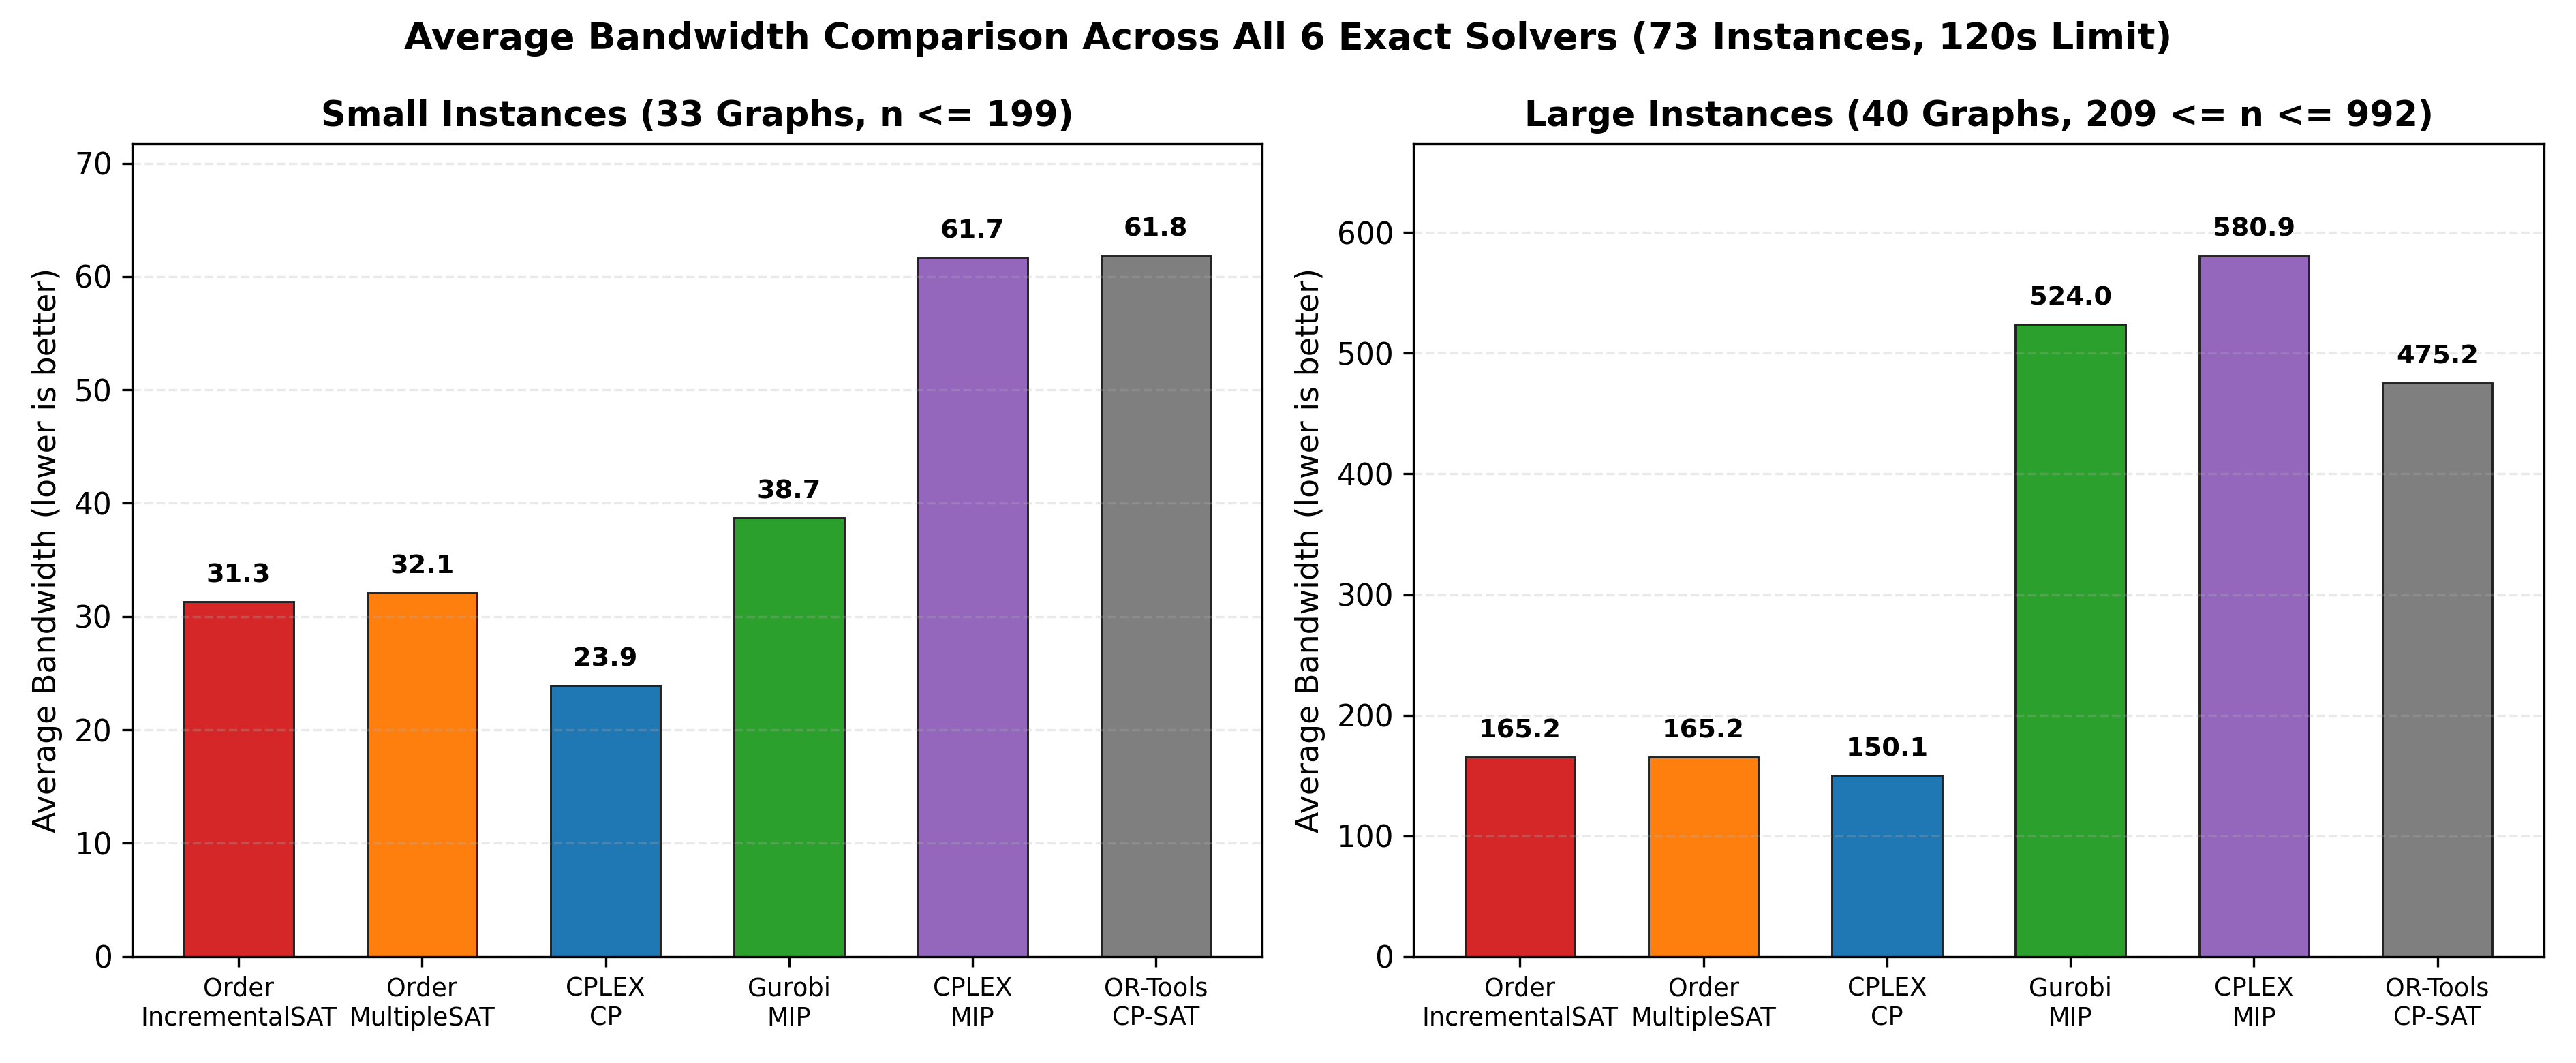 Average Bandwidth Comparison Across All 6 Exact Solvers (73 Instances, 120s Limit)
Small Instances (33 Graphs, n <= 199)
Average Bandwidth (lower is better)
70
60
50
40
30
20
10
0
31.3
32.1
23.9
38.7
61.7
61.8
Order
IncrementalSAT
Order
MultipleSAT
CPLEX
CP
Gurobi
MIP
CPLEX
MIP
OR-Tools
CP-SAT
Large Instances (40 Graphs, 209 <= n <= 992)
Average Bandwidth (lower is better)
600
500
400
300
200
100
0
165.2
165.2
150.1
524.0
580.9
475.2
Order
IncrementalSAT
Order
MultipleSAT
CPLEX
CP
Gurobi
MIP
CPLEX
MIP
OR-Tools
CP-SAT